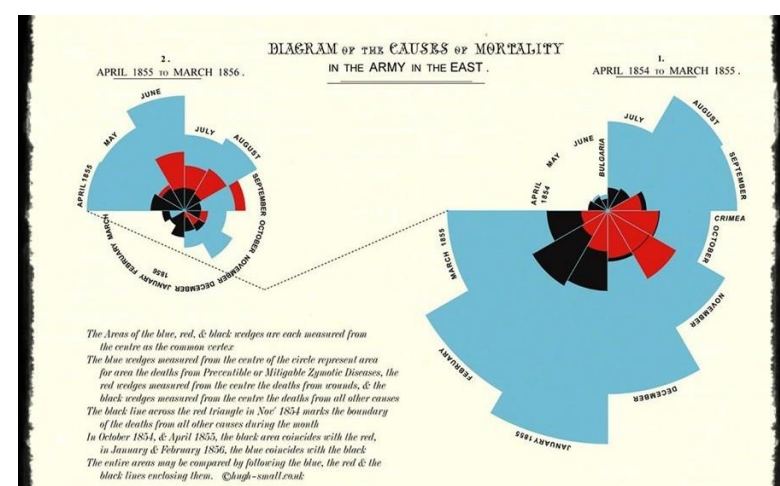 DIAGRAM OF THE CAUSES OF MORTALITY
IN THE ARMY IN THE EAST.
2.
APRIL 1855 TO MARCH 1856.
1.
APRIL 1854 TO MARCH 1855.
APRIL 1855
MAY
JUNE
JULY
AUGUST
SEPTEMBER
OCTOBER
NOVEMBER
DECEMBER
1856
JANUARY
FEBRUARY
MARCH
APRIL
1854
MAY
JUNE
BULGARIA
JULY
AUGUST
SEPTEMBER
CRIMEA
OCTOBER
NOVEMBER
DECEMBER
JANUARY 1855
FEBRUARY
MARCH 1855
The Areas of the blue, red, & black wedges are each measured from
the centre as the common vertex
The blue wedges measured from the centre of the circle represent area
for area the deaths from Preventible or Mitigable Zymotic Diseases, the
red wedges measured from the centre the deaths from wounds, & the
black wedges measured from the centre the deaths from all other causes
The black line across the red triangle in Nov' 1854 marks the boundary
of the deaths from all other causes during the month
In October 1854, & April 1855, the black area coincides with the red,
in January & February 1856, the blue coincides with the black
The entire areas may be compared by following the blue, the red & the
black lines enclosing them. ©hugh-small.co.uk